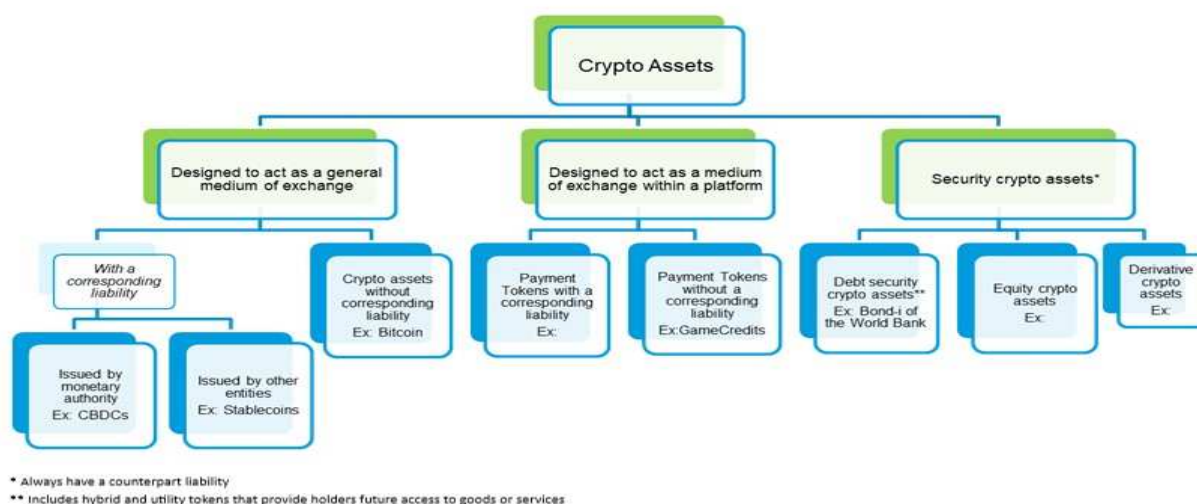 Crypto Assets
Designed to act as a general
medium of exchange
Designed to act as a medium
of exchange within a platform
Security crypto assets*
With a
corresponding
liability
Crypto assets
without
corresponding
liability
Ex: Bitcoin
Payment
Tokens with a
corresponding
liability
Ex:
Payment Tokens
without a
corresponding
liability
Ex:GameCredits
Debt security
crypto assets**
Ex: Bond-i of
the World Bank
Equity crypto
assets
Ex:
Derivative
crypto
assets
Ex:
Issued by
monetary
authority
Ex: CBDCs
Issued by other
entities
Ex: Stablecoins
* Always have a counterpart liability
** Includes hybrid and utility tokens that provide holders future access to goods or services